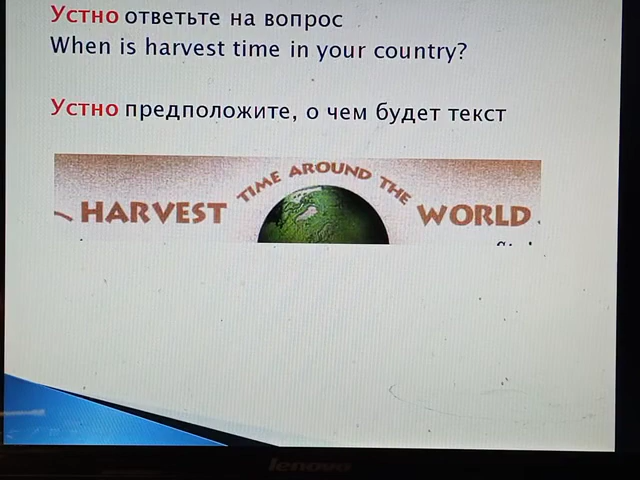 Устно ответьте на вопрос
When is harvest time in your country?
Устно предположите, о чем будет текст
HARVEST TIME AROUND THE WORLD
lenovo